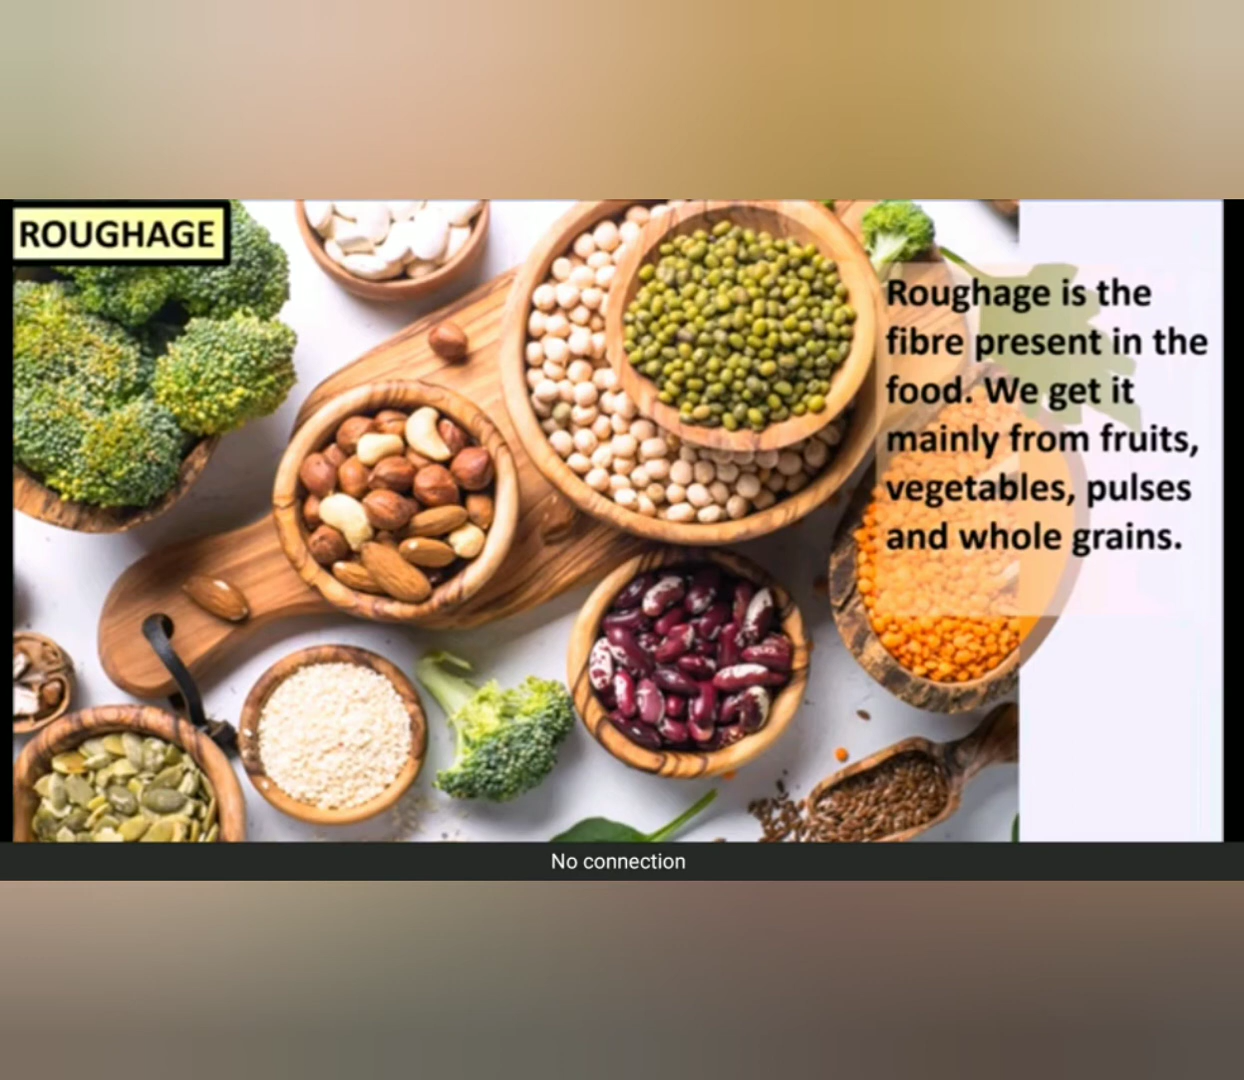 ROUGHAGE
Roughage is the
fibre present in the
food. We get it
mainly from fruits,
vegetables, pulses
and whole grains.
No connection